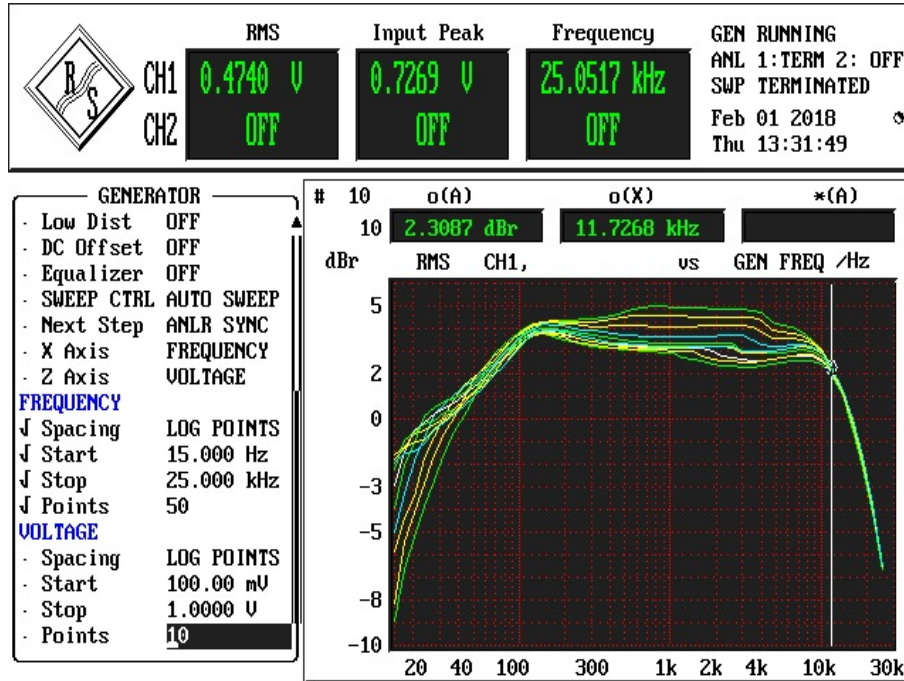 RMS Input Peak Frequency
GEN RUNNING
ANL 1:TERM 2: OFF
SWP TERMINATED
Feb 01 2018
Thu 13:31:49
R S
CH1 0.4740 V 0.7269 V 25.0517 kHz
CH2 OFF OFF OFF
GENERATOR
· Low Dist OFF
· DC Offset OFF
· Equalizer OFF
· SWEEP CTRL AUTO SWEEP
· Next Step ANLR SYNC
· X Axis FREQUENCY
· Z Axis VOLTAGE
FREQUENCY
√ Spacing LOG POINTS
√ Start 15.000 Hz
√ Stop 25.000 kHz
√ Points 50
VOLTAGE
· Spacing LOG POINTS
· Start 100.00 mV
· Stop 1.0000 V
· Points 10
# 10 o(A) o(X) *(A)
10 2.3087 dBr 11.7268 kHz
dBr RMS CH1, vs GEN FREQ /Hz
5
2
0
-3
-5
-8
-10
20 40 100 300 1k 2k 4k 10k 30k